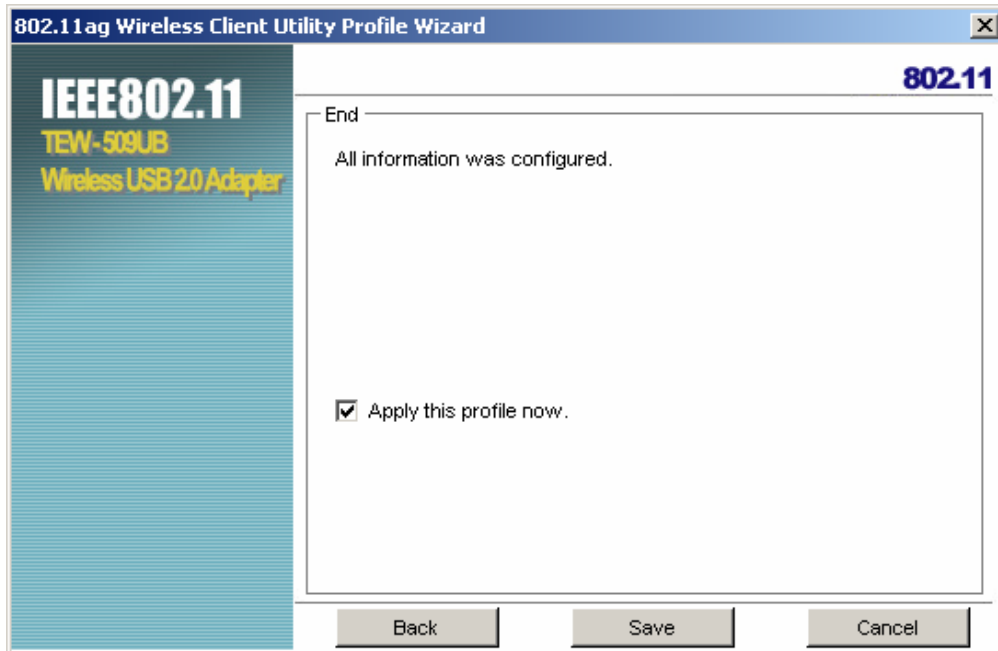 802.11ag Wireless Client Utility Profile Wizard
IEEE802.11
TEW-509UB
Wireless USB 2.0 Adapter
802.11
End
All information was configured.
Apply this profile now.
Back
Save
Cancel